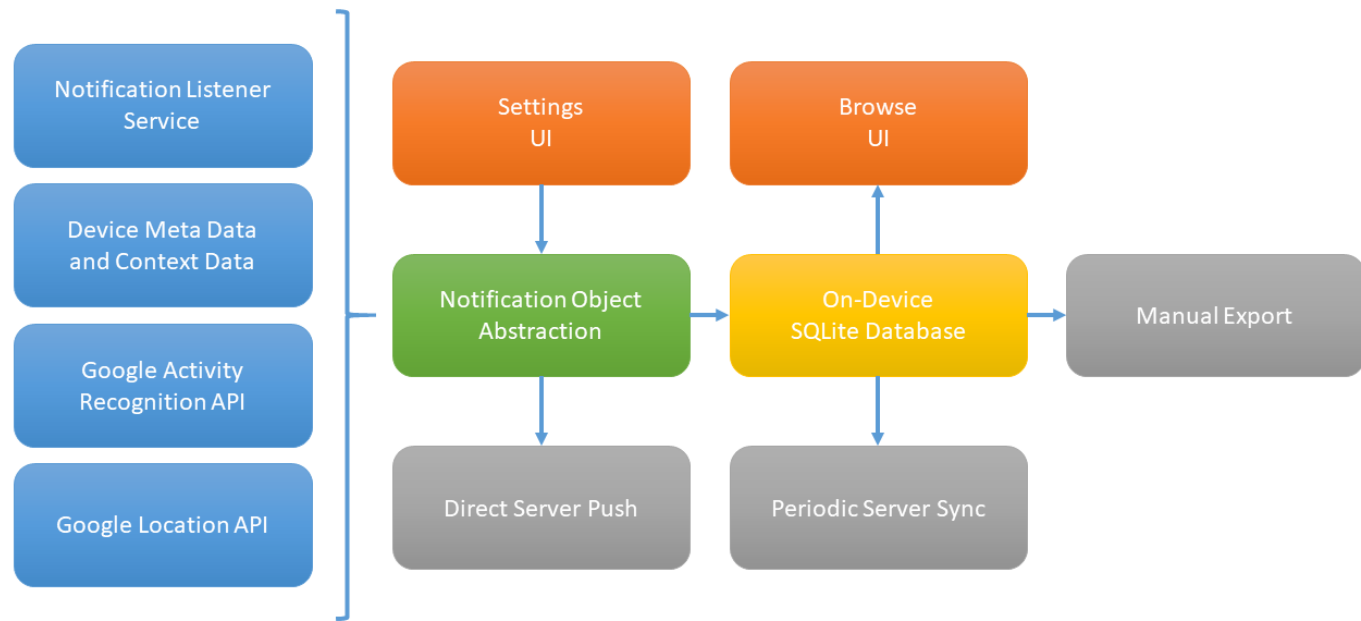 Notification Listener
Service
Device Meta Data
and Context Data
Google Activity
Recognition API
Google Location API
Settings
UI
Browse
UI
Notification Object
Abstraction
On-Device
SQLite Database
Manual Export
Direct Server Push
Periodic Server Sync